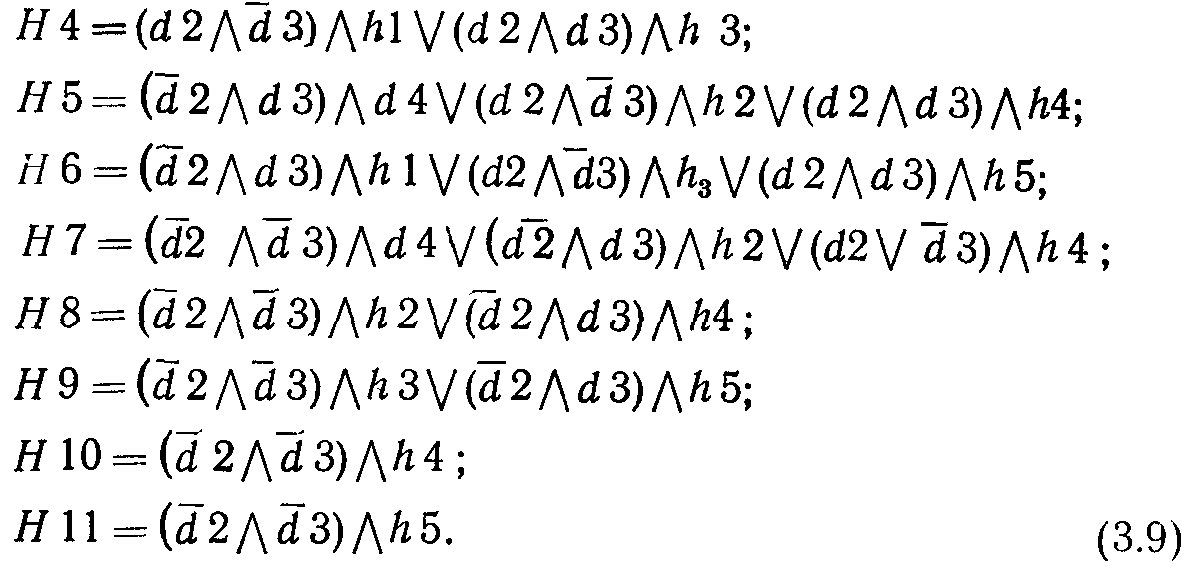 H 4 = (d 2 ⋀ d̅ 3) ⋀ h1 ⋁ (d 2 ⋀ d 3) ⋀ h 3;
H 5 = (d̅ 2 ⋀ d 3) ⋀ d 4 ⋁ (d 2 ⋀ d̅ 3) ⋀ h 2 ⋁ (d 2 ⋀ d 3) ⋀ h4;
H 6 = (d̅ 2 ⋀ d 3) ⋀ h 1 ⋁ (d2 ⋀ d̅3) ⋀ h₃ ⋁ (d 2 ⋀ d 3) ⋀ h 5;
H 7 = (d̅2 ⋀ d̅ 3) ⋀ d 4 ⋁ (d2̅ ⋀ d 3) ⋀ h 2 ⋁ (d2 ⋁ d̅ 3) ⋀ h 4 ;
H 8 = (d̅ 2 ⋀ d̅ 3) ⋀ h 2 ⋁ (d̅ 2 ⋀ d 3) ⋀ h4 ;
H 9 = (d̅ 2 ⋀ d̅ 3) ⋀ h 3 ⋁ (d̅ 2 ⋀ d 3) ⋀ h 5;
H 10 = (d̅ 2 ⋀ d̅ 3) ⋀ h 4 ;
H 11 = (d̅ 2 ⋀ d̅ 3) ⋀ h 5. (3.9)